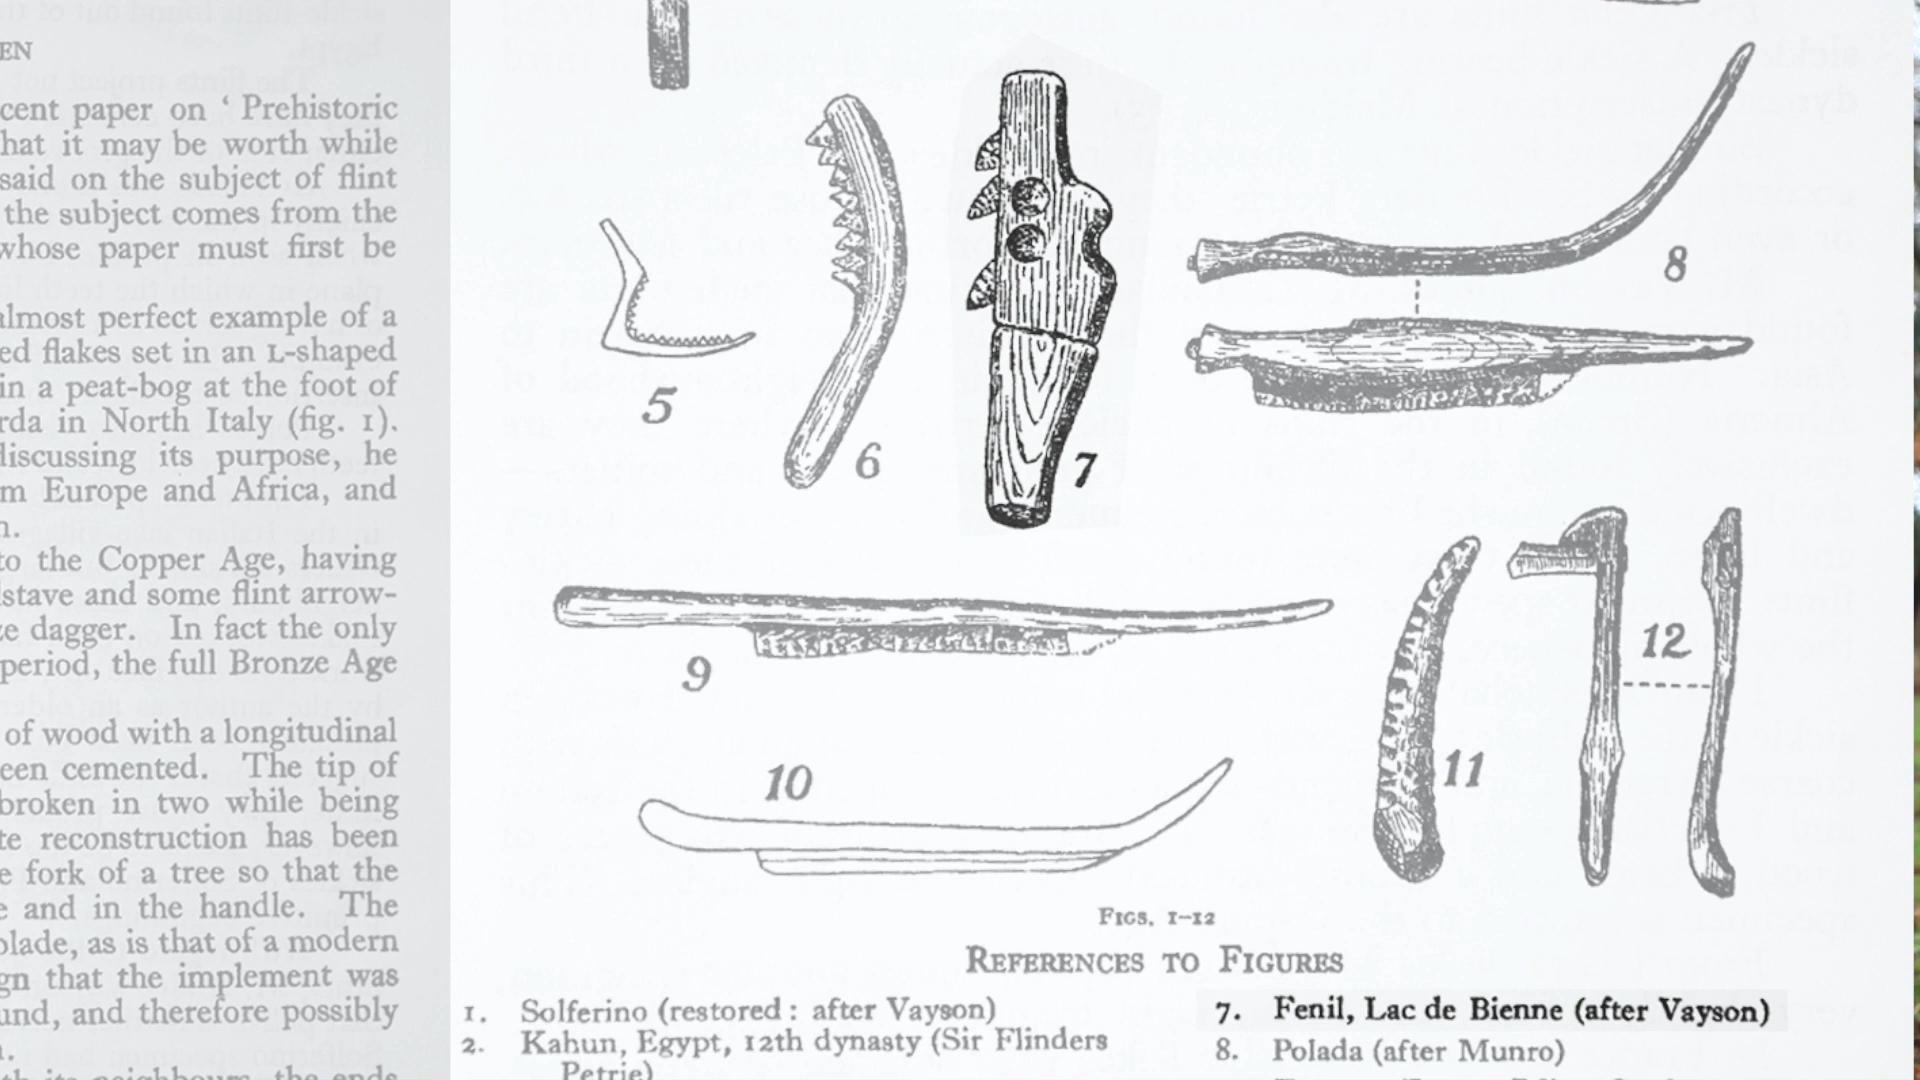 EN
cent paper on ‘ Prehistoric
hat it may be worth while
said on the subject of flint
the subject comes from the
whose paper must first be
almost perfect example of a
ed flakes set in an L-shaped
in a peat-bog at the foot of
rda in North Italy (fig. 1).
discussing its purpose, he
m Europe and Africa, and
n.
to the Copper Age, having
lstave and some flint arrow-
ze dagger. In fact the only
period, the full Bronze Age
of wood with a longitudinal
een cemented. The tip of
broken in two while being
te reconstruction has been
e fork of a tree so that the
e and in the handle. The
blade, as is that of a modern
gn that the implement was
und, and therefore possibly
5
6
7
8
9
10
11
12
FIGS. 1–12
REFERENCES TO FIGURES
1. Solferino (restored : after Vayson)
2. Kahun, Egypt, 12th dynasty (Sir Flinders
Petrie)
7. Fenil, Lac de Bienne (after Vayson)
8. Polada (after Munro)